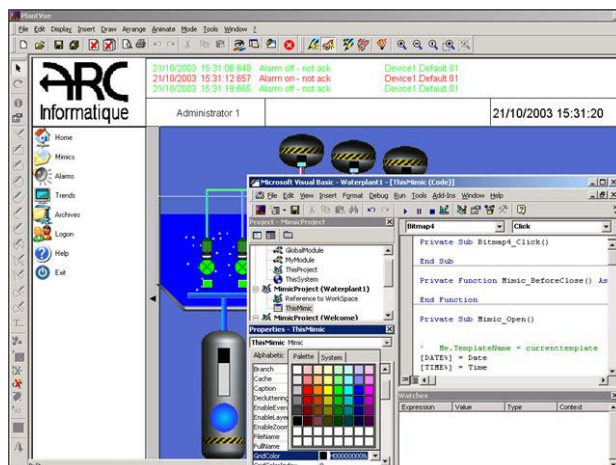 PlantVue
File Edit Display Insert Draw Arrange Animate Mode Tools Window ?
ARC
Informatique
21/10/2003 15:31:06:648 Alarm off - not ack Device1.Default.01
21/10/2003 15:31:12:657 Alarm on - not ack Device1.Default.01
21/10/2003 15:31:19:666 Alarm off - not ack Device1.Default.01
Administrator 1
21/10/2003 15:31:20
Home
Mimics
Alarms
Trends
Archives
Logon
Help
Exit
Microsoft Visual Basic - Waterplant1 - [ThisMimic (Code)]
File Edit View Insert Format Debug Run Tools Add-Ins Window Help
Project - MimicProject
GlobalModule
MyModule
ThisProject
ThisSystem
MimicProject (Waterplant1)
Reference to WorkSpace
ThisMimic
MimicProject (Welcome)
Properties - ThisMimic
ThisMimic Mimic
Alphabetic Palette System
Branch
Cache
Caption
Decluttering
EnableEven
EnableLaye
EnableZoom
FileName
FullName
GridColor
Bitmap4
Click
Private Sub Bitmap4_Click()
End Sub
Private Function Mimic_BeforeClose() As
End Function
Private Sub Mimic_Open()
' Me.TemplateName = currenttemplate
[DATE%] = Date
[TIME%] = Time
Watches
Expression Value Type Context